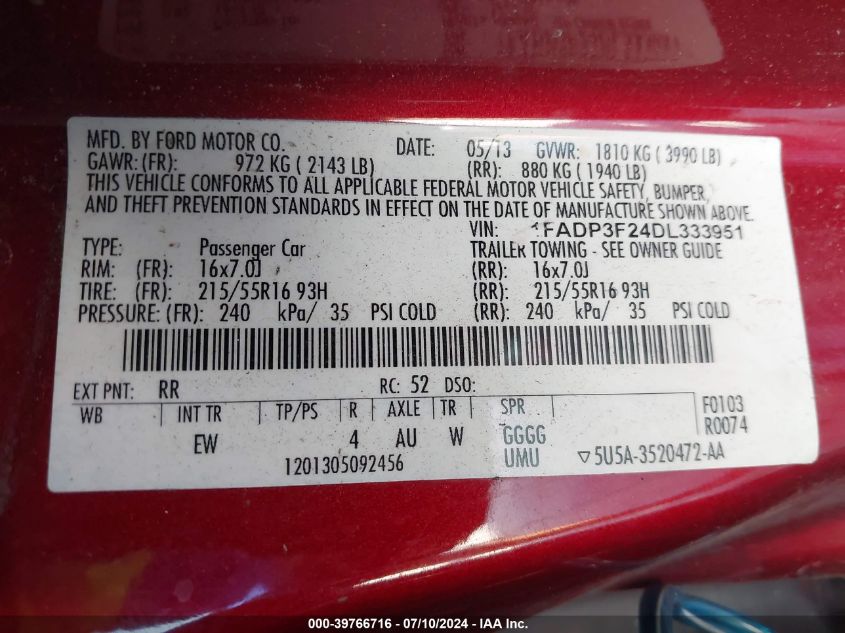 MFD. BY FORD MOTOR CO. DATE: 05/13 GVWR: 1810 KG ( 3990 LB)
GAWR:(FR): 972 KG ( 2143 LB) (RR): 880 KG ( 1940 LB)
THIS VEHICLE CONFORMS TO ALL APPLICABLE FEDERAL MOTOR VEHICLE SAFETY, BUMPER,
AND THEFT PREVENTION STANDARDS IN EFFECT ON THE DATE OF MANUFACTURE SHOWN ABOVE.
VIN: 1FADP3F24DL333951
TYPE: Passenger Car TRAILER TOWING - SEE OWNER GUIDE
RIM: (FR): 16x7.0J (RR): 16x7.0J
TIRE: (FR): 215/55R16 93H (RR): 215/55R16 93H
PRESSURE: (FR): 240 kPa/ 35 PSI COLD (RR): 240 kPa/ 35 PSI COLD
EXT PNT: RR RC: 52 DSO:
WB INT TR TP/PS R AXLE TR SPR F0103
R0074
EW 4 AU W GGGG
1201305092456 UMU ▽5U5A-3520472-AA
000-39766716 - 07/10/2024 - IAA Inc.